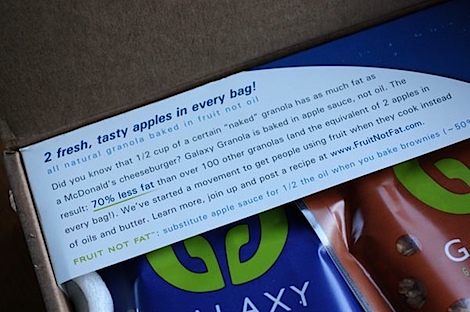 2 fresh, tasty apples in every bag!
all natural granola baked in fruit not oil
Did you know that 1/2 cup of a certain "naked" granola has as much fat as
a McDonald's cheeseburger? Galaxy Granola is baked in apple sauce, not oil. The
result: 70% less fat than over 100 other granolas (and the equivalent of 2 apples in
every bag!). We've started a movement to get people using fruit when they cook instead
of oils and butter. Learn more, join up and post a recipe at www.FruitNotFat.com.
FRUIT NOT FAT™: substitute apple sauce for 1/2 the oil when you bake brownies (–50%
GALAXY
G